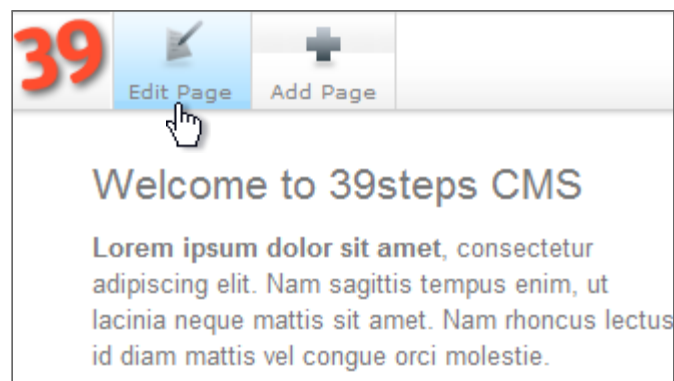 39
Edit Page Add Page
Welcome to 39steps CMS
Lorem ipsum dolor sit amet, consectetur
adipiscing elit. Nam sagittis tempus enim, ut
lacinia neque mattis sit amet. Nam rhoncus lectus
id diam mattis vel congue orci molestie.